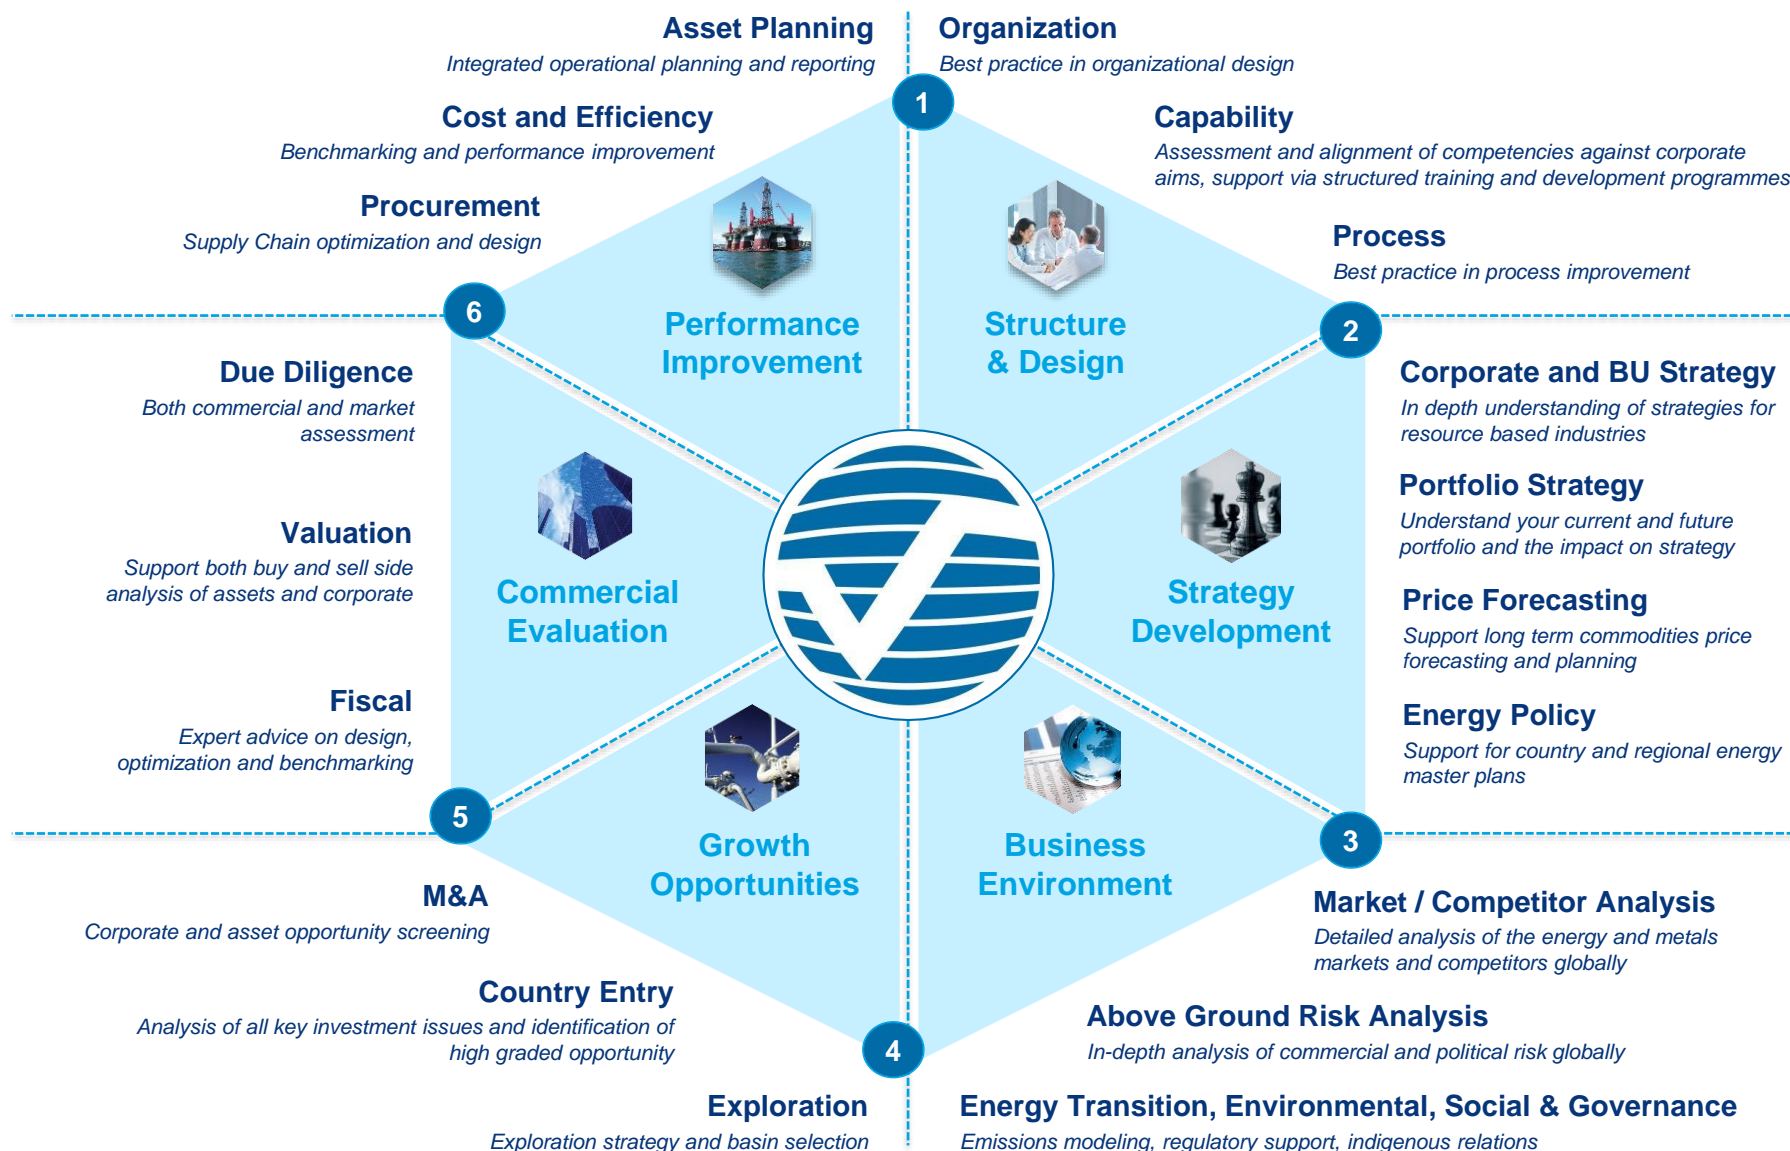 Asset Planning
Integrated operational planning and reporting
Cost and Efficiency
Benchmarking and performance improvement
Procurement
Supply Chain optimization and design
Organization
Best practice in organizational design
Capability
Assessment and alignment of competencies against corporate
aims, support via structured training and development programmes
Process
Best practice in process improvement
1
6
2
Performance
Improvement
Structure
& Design
Due Diligence
Both commercial and market
assessment
Valuation
Support both buy and sell side
analysis of assets and corporate
Fiscal
Expert advice on design,
optimization and benchmarking
Commercial
Evaluation
Strategy
Development
Corporate and BU Strategy
In depth understanding of strategies for
resource based industries
Portfolio Strategy
Understand your current and future
portfolio and the impact on strategy
Price Forecasting
Support long term commodities price
forecasting and planning
Energy Policy
Support for country and regional energy
master plans
5
3
Growth
Opportunities
Business
Environment
M&A
Corporate and asset opportunity screening
Country Entry
Analysis of all key investment issues and identification of
high graded opportunity
Exploration
Exploration strategy and basin selection
4
Market / Competitor Analysis
Detailed analysis of the energy and metals
markets and competitors globally
Above Ground Risk Analysis
In-depth analysis of commercial and political risk globally
Energy Transition, Environmental, Social & Governance
Emissions modeling, regulatory support, indigenous relations